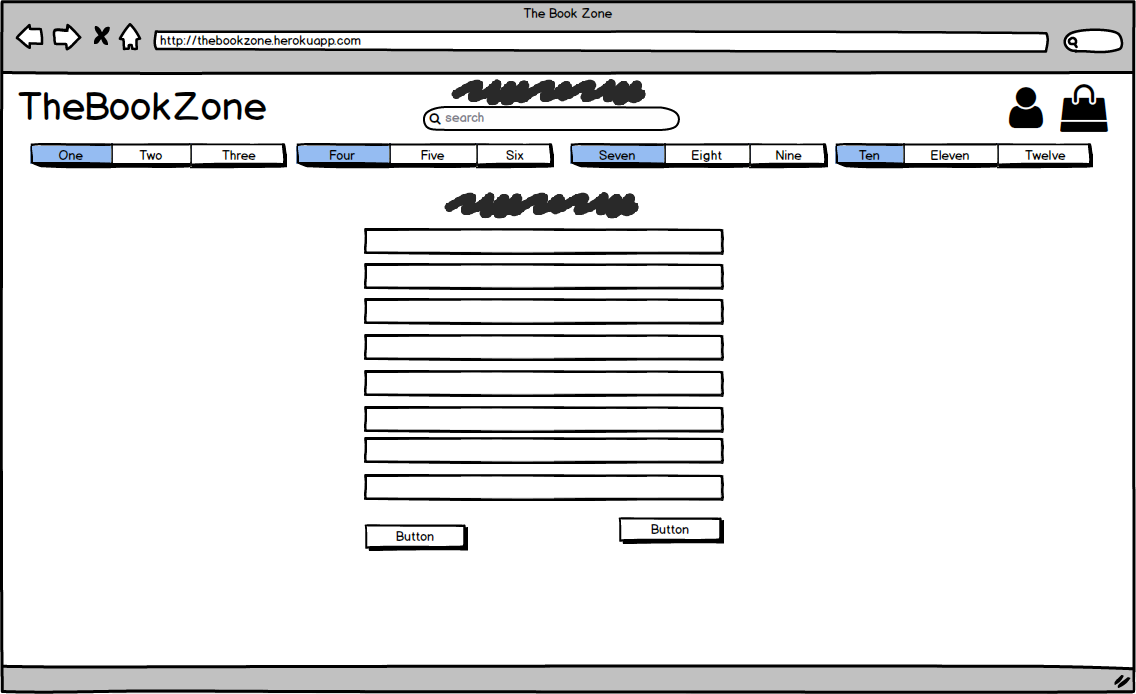 The Book Zone
http://thebookzone.herokuapp.com
TheBookZone
search
One Two Three Four Five Six Seven Eight Nine Ten Eleven Twelve
Button
Button